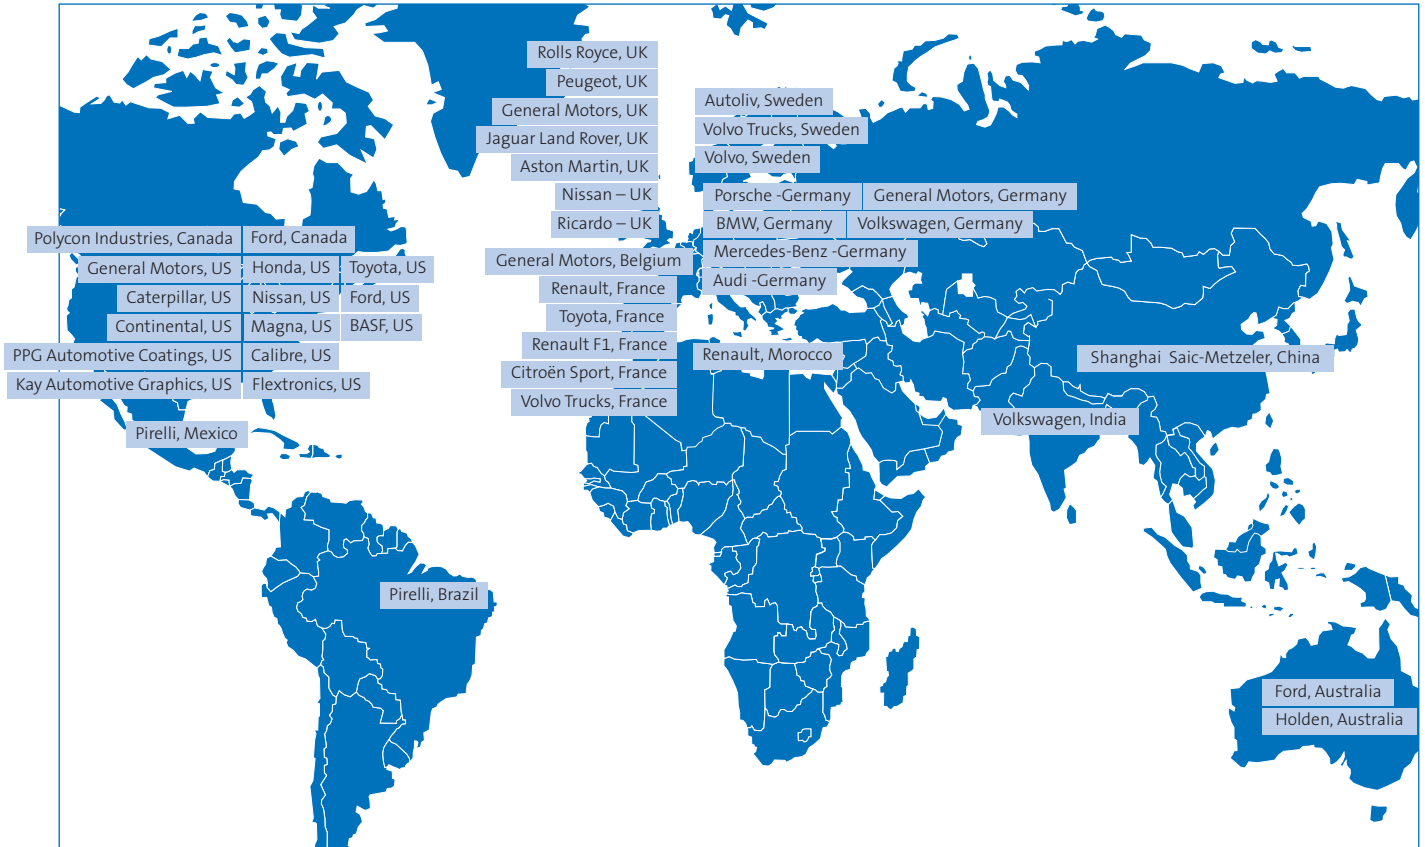 Rolls Royce, UK
Peugeot, UK
General Motors, UK
Jaguar Land Rover, UK
Aston Martin, UK
Nissan – UK
Ricardo – UK
Autoliv, Sweden
Volvo Trucks, Sweden
Volvo, Sweden
Porsche -Germany
General Motors, Germany
BMW, Germany
Volkswagen, Germany
Mercedes-Benz -Germany
Audi -Germany
Polycon Industries, Canada
Ford, Canada
General Motors, US
Honda, US
Toyota, US
Caterpillar, US
Nissan, US
Ford, US
Continental, US
Magna, US
BASF, US
PPG Automotive Coatings, US
Calibre, US
Kay Automotive Graphics, US
Flextronics, US
Pirelli, Mexico
General Motors, Belgium
Renault, France
Toyota, France
Renault F1, France
Citroën Sport, France
Volvo Trucks, France
Renault, Morocco
Shanghai Saic-Metzeler, China
Volkswagen, India
Pirelli, Brazil
Ford, Australia
Holden, Australia